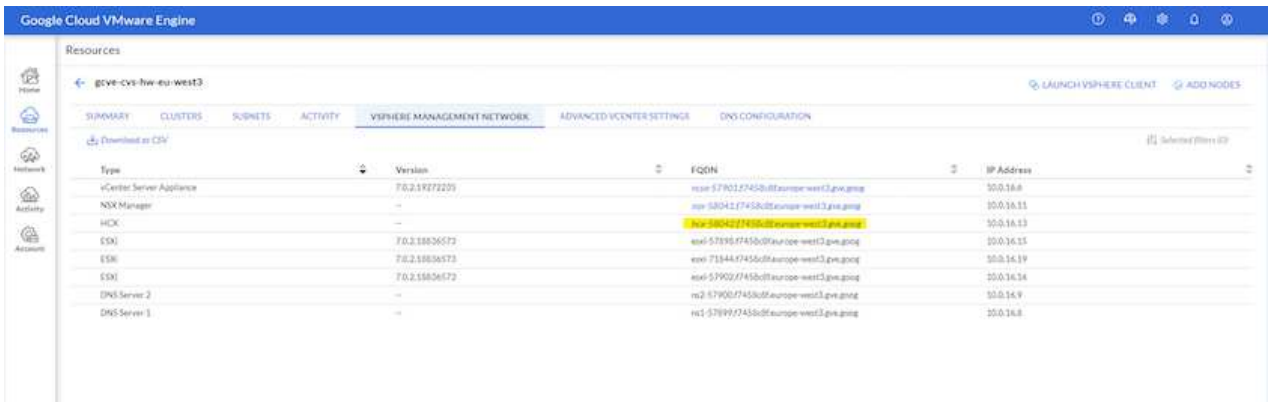 Google Cloud VMware Engine
Resources
gcve-cvs-hw-eu-west3
LAUNCH VSPHERE CLIENT ADD NODES
Home
SUMMARY CLUSTERS SUBNETS ACTIVITY VSPHERE MANAGEMENT NETWORK ADVANCED VCENTER SETTINGS DNS CONFIGURATION
Resources
Download as CSV Selected filters (0)
Network
Type Version FQDN IP Address
vCenter Server Appliance 7.0.2.19272235 10.0.16.6
Activity
NSX Manager -- 10.0.16.11
HCX -- 10.0.16.13
Account
ESXI 7.0.2.18836573 10.0.16.15
ESXI 7.0.2.18836573 10.0.16.19
ESXI 7.0.2.18836573 10.0.16.14
DNS Server 2 -- 10.0.16.9
DNS Server 1 -- 10.0.16.8